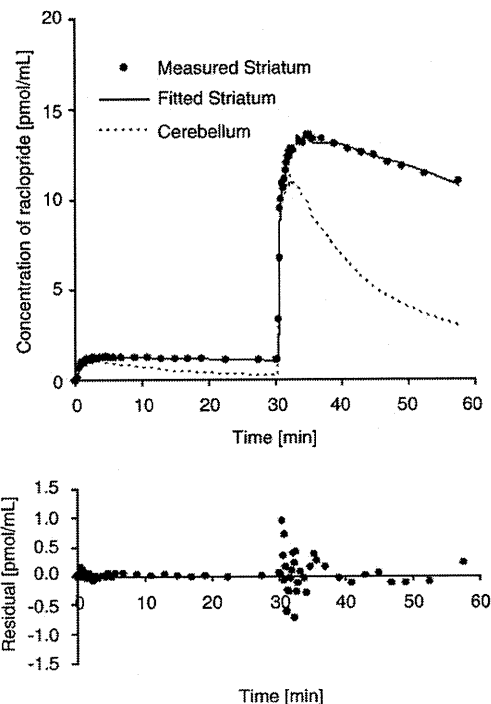 20
15
10
5
0
Concentration of raclopride [pmol/mL]
Measured Striatum
Fitted Striatum
Cerebellum
0 10 20 30 40 50 60
Time [min]
1.5
1.0
0.5
0.0
-0.5
-1.0
-1.5
Residual [pmol/mL]
0 10 20 30 40 50 60
Time [min]